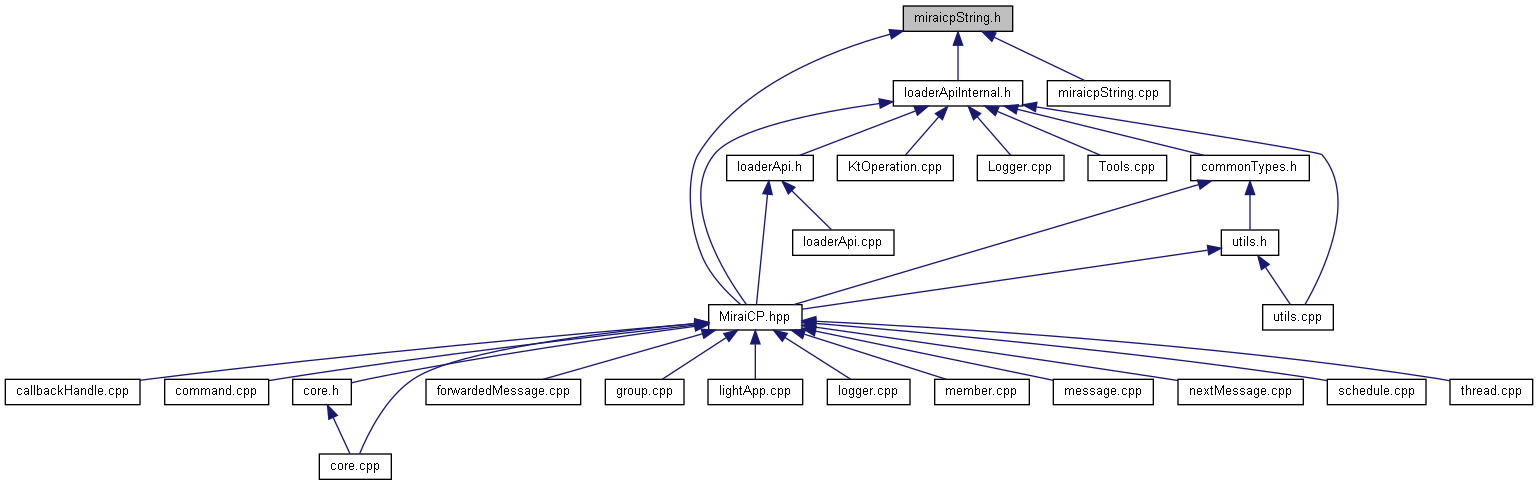 miraicpString.h
loaderApiInternal.h
miraicpString.cpp
loaderApi.h
KtOperation.cpp
Logger.cpp
Tools.cpp
commonTypes.h
loaderApi.cpp
utils.h
MiraiCP.hpp
utils.cpp
callbackHandle.cpp
command.cpp
core.h
forwardedMessage.cpp
group.cpp
lightApp.cpp
logger.cpp
member.cpp
message.cpp
nextMessage.cpp
schedule.cpp
thread.cpp
core.cpp